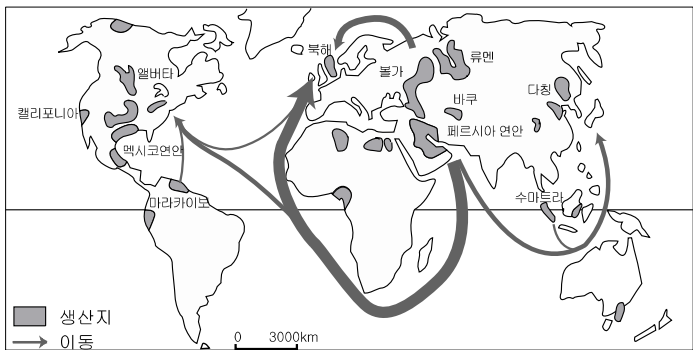 북해
앨버타
볼가
류멘
캘리포니아
바쿠
다칭
멕시코연안
페르시아 연안
마라카이보
수마트라
생산지
이동
0 3000km